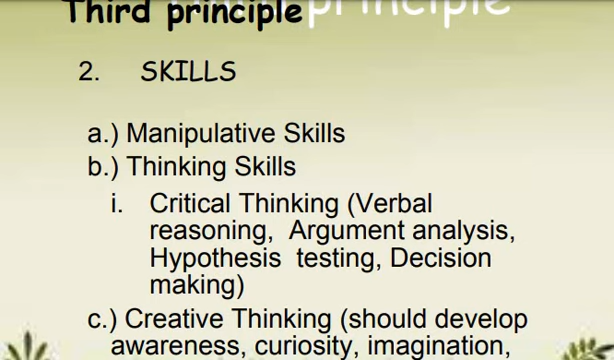 Third principle
2. SKILLS
a.) Manipulative Skills
b.) Thinking Skills
i. Critical Thinking (Verbal
reasoning, Argument analysis,
Hypothesis testing, Decision
making)
c.) Creative Thinking (should develop
awareness, curiosity, imagination,